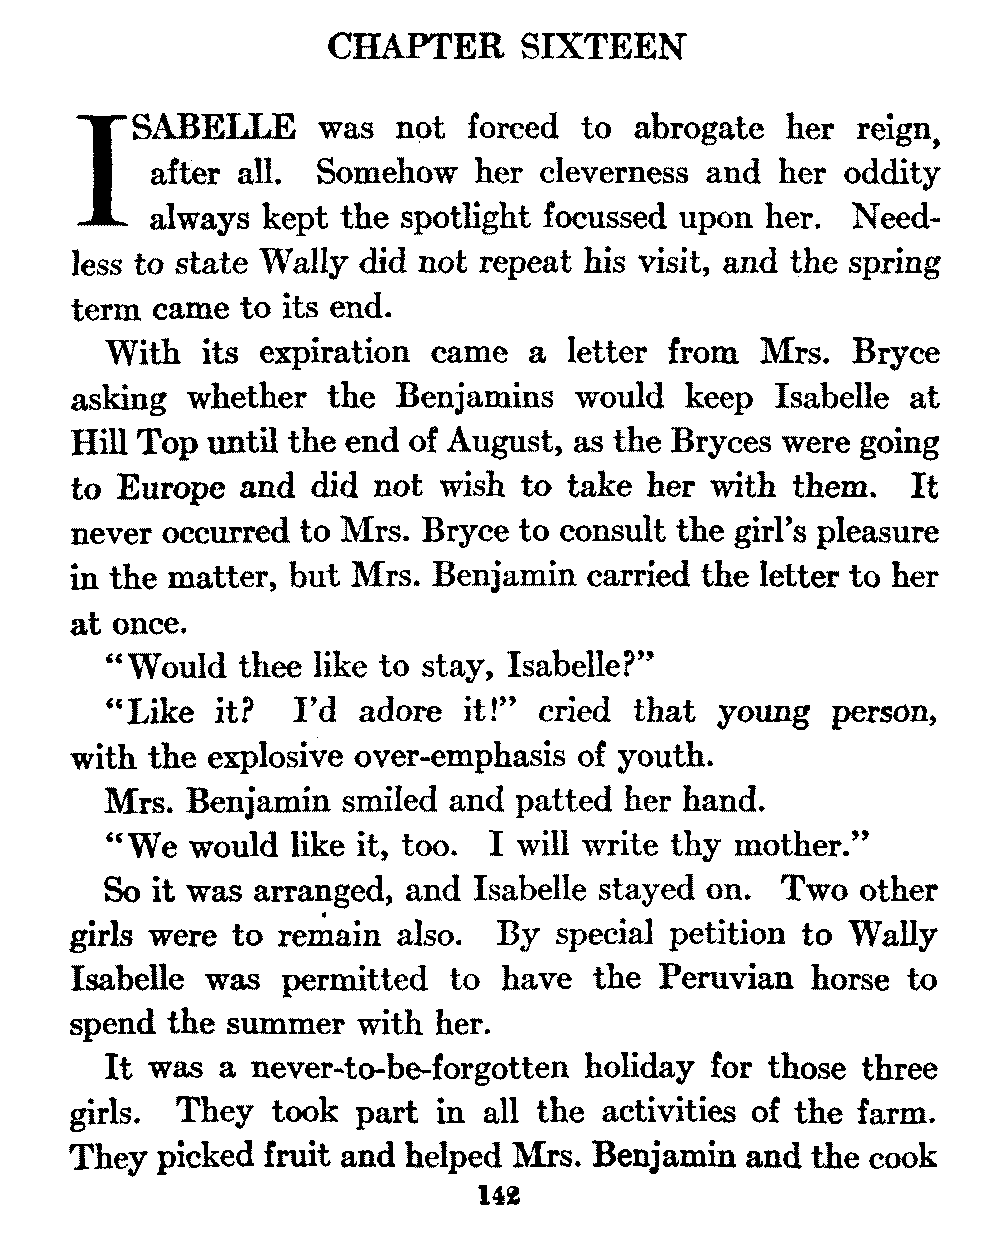 CHAPTER SIXTEEN
ISABELLE was not forced to abrogate her reign,
after all. Somehow her cleverness and her oddity
always kept the spotlight focussed upon her. Need-
less to state Wally did not repeat his visit, and the spring
term came to its end.
With its expiration came a letter from Mrs. Bryce
asking whether the Benjamins would keep Isabelle at
Hill Top until the end of August, as the Bryces were going
to Europe and did not wish to take her with them. It
never occurred to Mrs. Bryce to consult the girl's pleasure
in the matter, but Mrs. Benjamin carried the letter to her
at once.
"Would thee like to stay, Isabelle?"
"Like it? I'd adore it!" cried that young person,
with the explosive over-emphasis of youth.
Mrs. Benjamin smiled and patted her hand.
"We would like it, too. I will write thy mother."
So it was arranged, and Isabelle stayed on. Two other
girls were to remain also. By special petition to Wally
Isabelle was permitted to have the Peruvian horse to
spend the summer with her.
It was a never-to-be-forgotten holiday for those three
girls. They took part in all the activities of the farm.
They picked fruit and helped Mrs. Benjamin and the cook
142